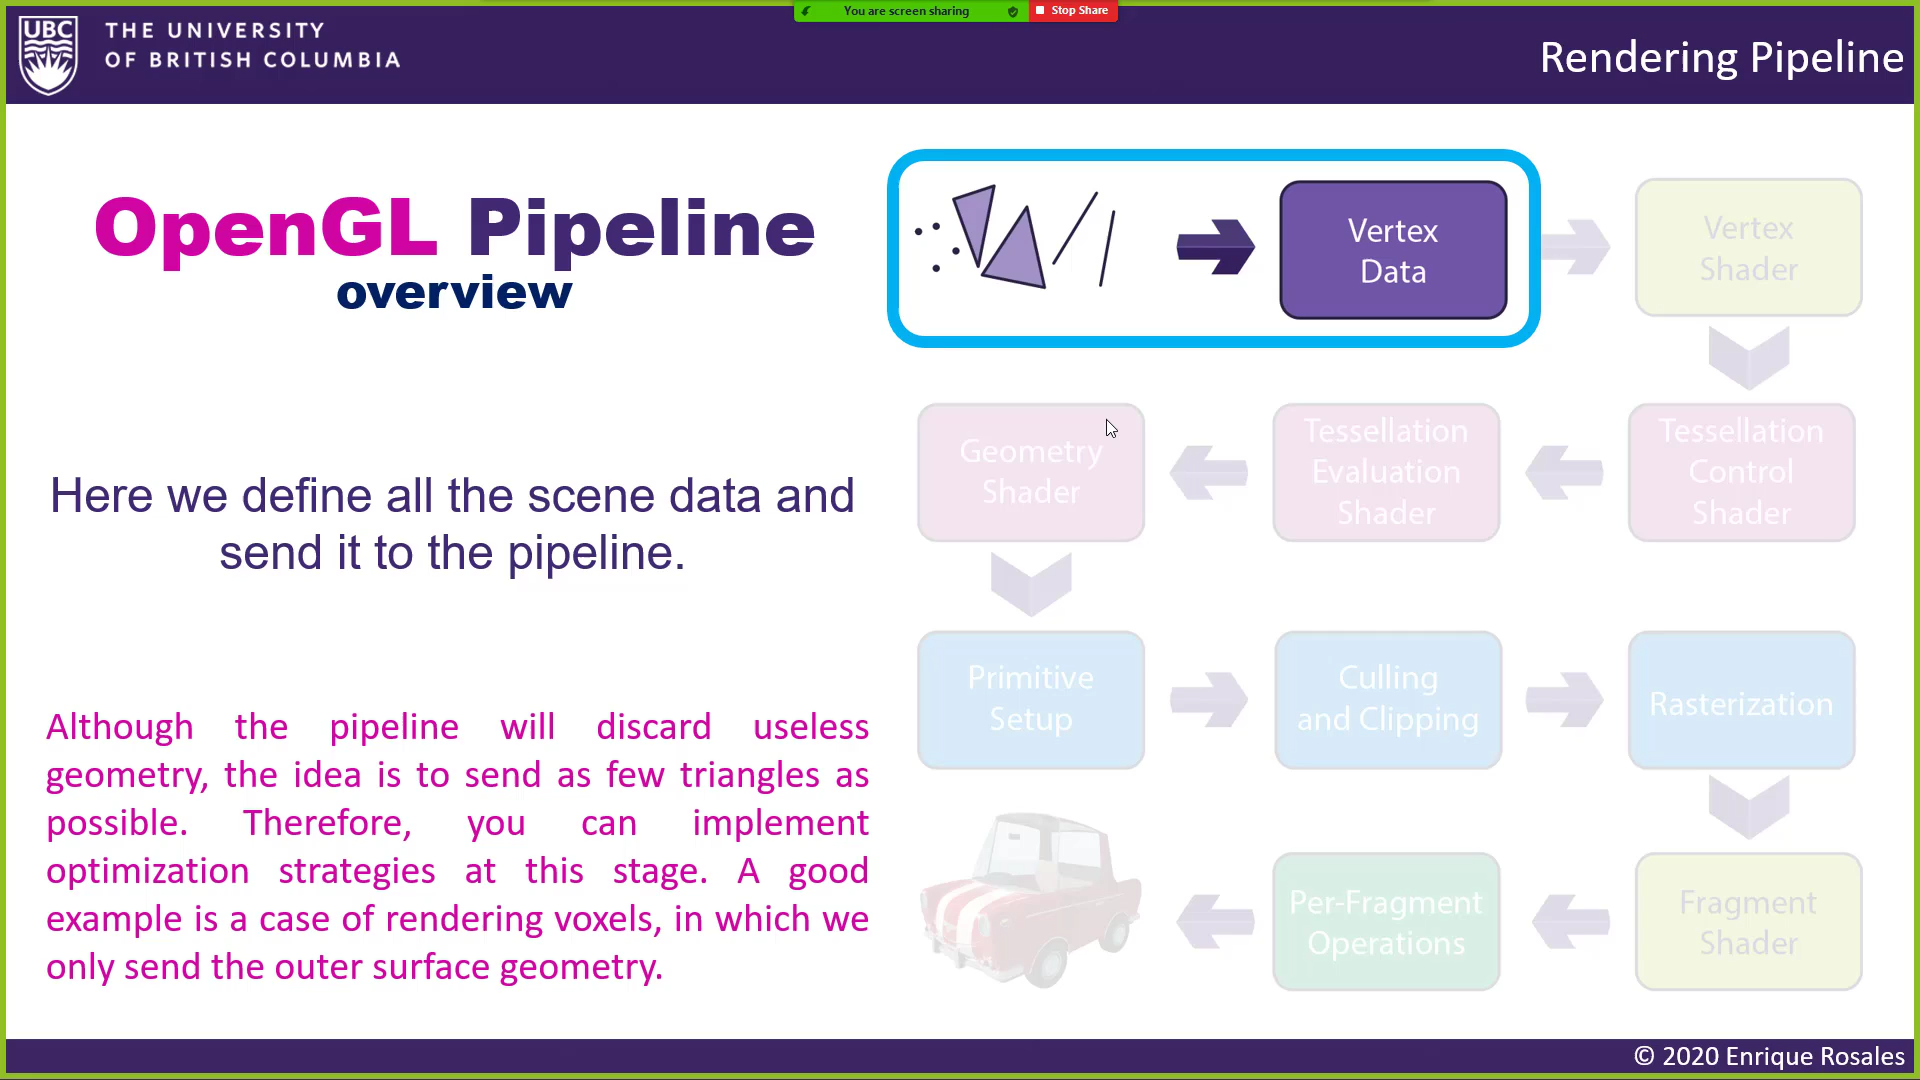 You are screen sharing
Stop Share
UBC
THE UNIVERSITY
OF BRITISH COLUMBIA
Rendering Pipeline
OpenGL Pipeline
overview
Vertex
Data
Vertex
Shader
Geometry
Shader
Tessellation
Evaluation
Shader
Tessellation
Control
Shader
Here we define all the scene data and
send it to the pipeline.
Primitive
Setup
Culling
and Clipping
Rasterization
Although the pipeline will discard useless
geometry, the idea is to send as few triangles as
possible. Therefore, you can implement
optimization strategies at this stage. A good
example is a case of rendering voxels, in which we
only send the outer surface geometry.
Per-Fragment
Operations
Fragment
Shader
© 2020 Enrique Rosales